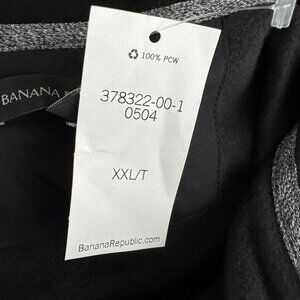 BANANA
100% PCW
378322-00-1
0504
XXL/T
BananaRepublic.com